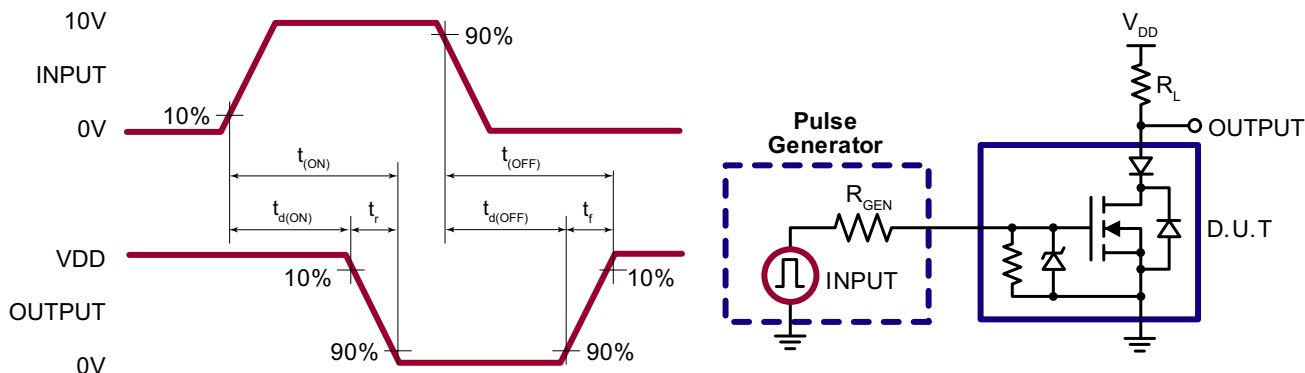 10V
90%
INPUT
10%
0V
t(ON)
t(OFF)
td(ON)
tr
td(OFF)
tf
VDD
10%
10%
OUTPUT
90%
90%
0V
VDD
RL
OUTPUT
Pulse
Generator
RGEN
INPUT
D.U.T